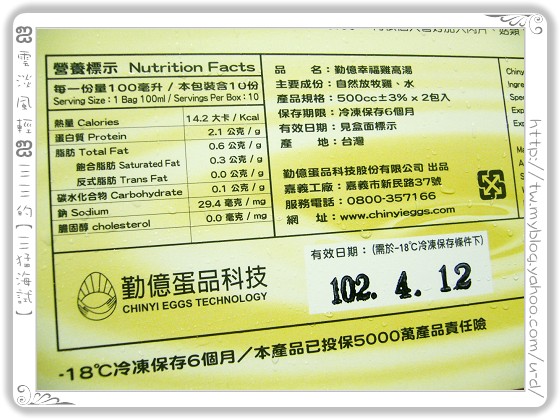 營養標示 Nutrition Facts
每一份量100毫升／本包裝含10份
Serving Size：1 Bag 100ml / Servings Per Box：10
熱量 Calories 14.2 大卡 / Kcal
蛋白質 Protein 2.1 公克 / g
脂肪 Total Fat 0.6 公克 / g
飽合脂肪 Saturated Fat 0.3 公克 / g
反式脂肪 Trans Fat 0.0 公克 / g
碳水化合物 Carbohydrate 0.1 公克 / g
鈉 Sodium 29.4 毫克 / mg
膽固醇 cholesterol 0.0 毫克 / mg
品　　名：勤億幸福雞高湯
主要成份：自然放牧雞、水
產品規格：500cc±3% x 2包入
保存期限：冷凍保存6個月
有效日期：見盒面標示
產　　地：台灣
勤億蛋品科技股份有限公司 出品
嘉義工廠：嘉義市新民路37號
服務電話：0800-357166
網　　址：www.chinyieggs.com
勤億蛋品科技
CHINYI EGGS TECHNOLOGY
有效日期：(需於-18℃冷凍保存條件下)
102. 4. 12
-18℃冷凍保存6個月／本產品已投保5000萬產品責任險
雲淡風輕
三三的【三猛海試】
http://tw.myblog.yahoo.com/u-d/